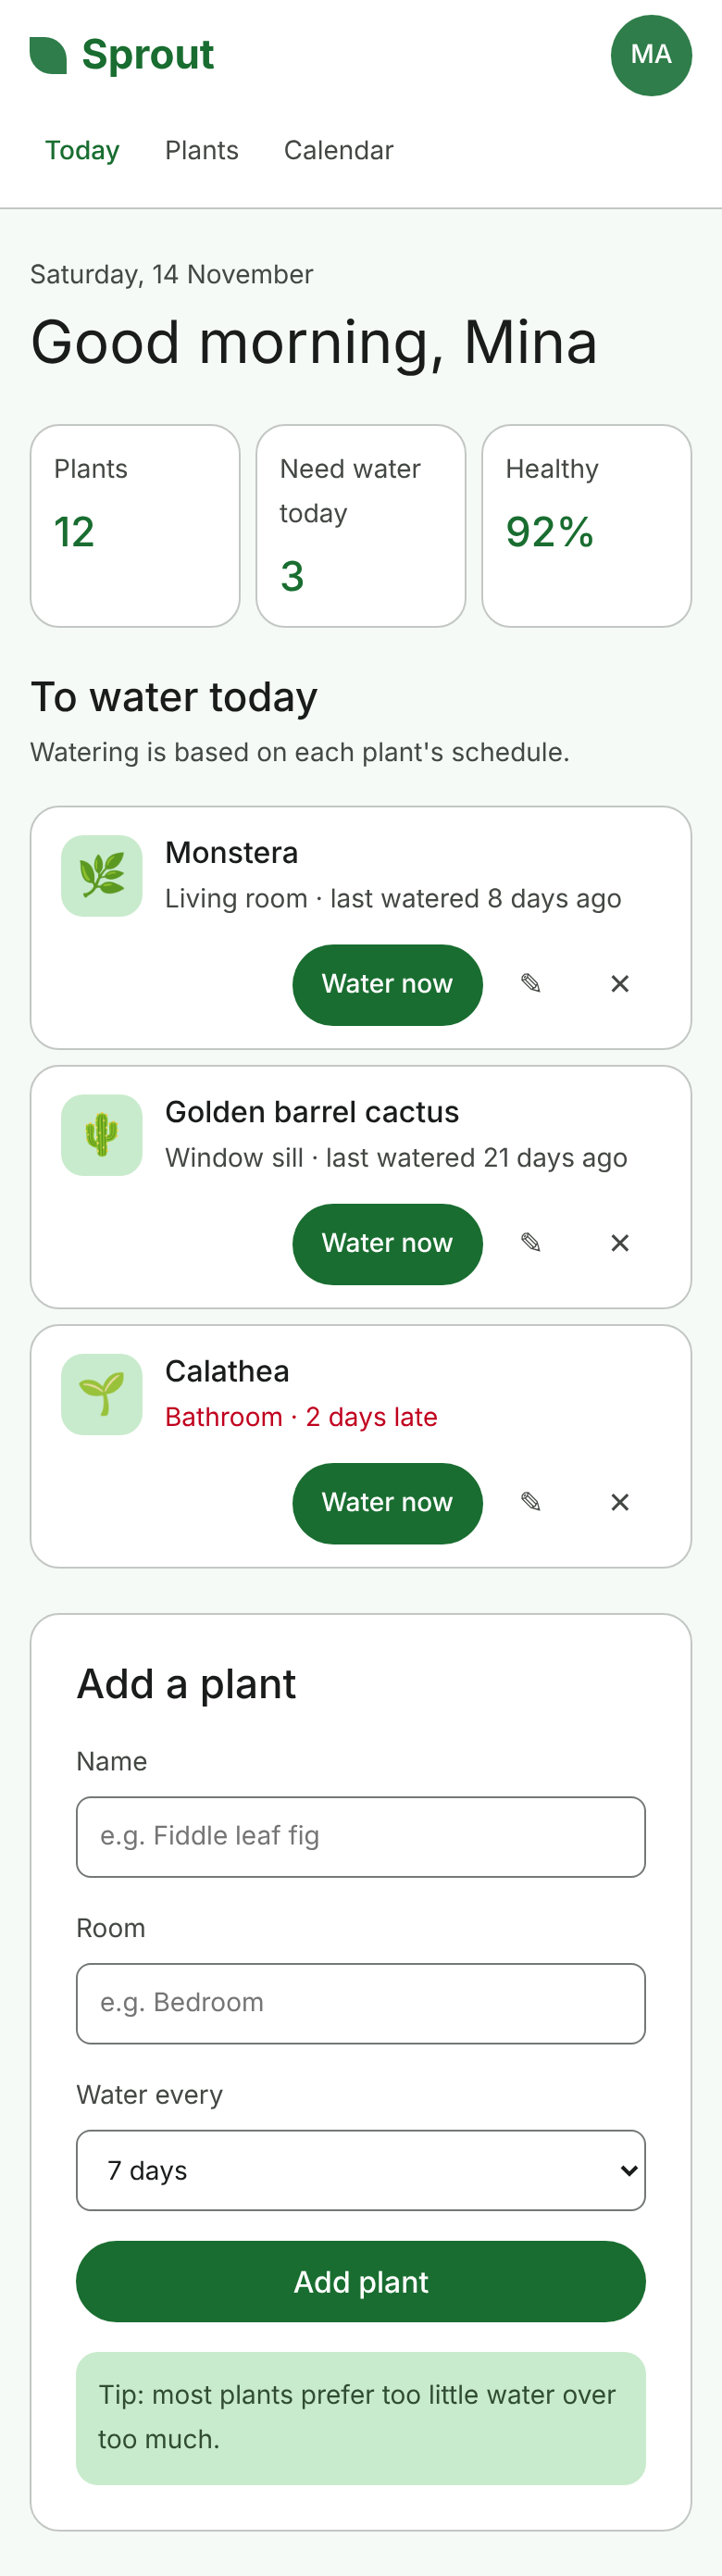 Sprout
MA
Today Plants Calendar
Saturday, 14 November
Good morning, Mina
Plants
12
Need water
today
3
Healthy
92%
To water today
Watering is based on each plant's schedule.
Monstera
Living room · last watered 8 days ago
Water now ✎ ✕
Golden barrel cactus
Window sill · last watered 21 days ago
Water now ✎ ✕
Calathea
Bathroom · 2 days late
Water now ✎ ✕
Add a plant
Name
e.g. Fiddle leaf fig
Room
e.g. Bedroom
Water every
7 days
Add plant
Tip: most plants prefer too little water over
too much.